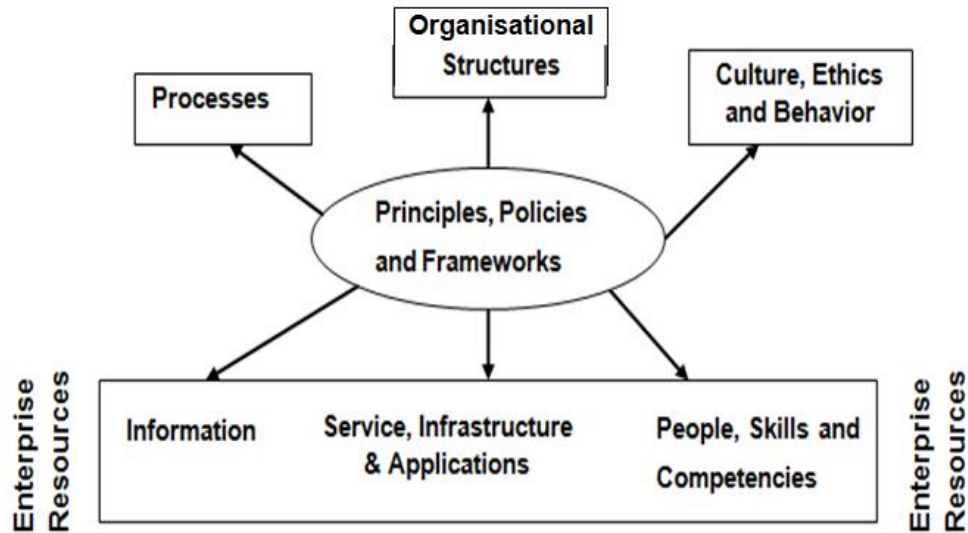 Organisational
Structures
Processes
Culture, Ethics
and Behavior
Principles, Policies
and Frameworks
Enterprise
Resources
Information
Service, Infrastructure
& Applications
People, Skills and
Competencies
Enterprise
Resources